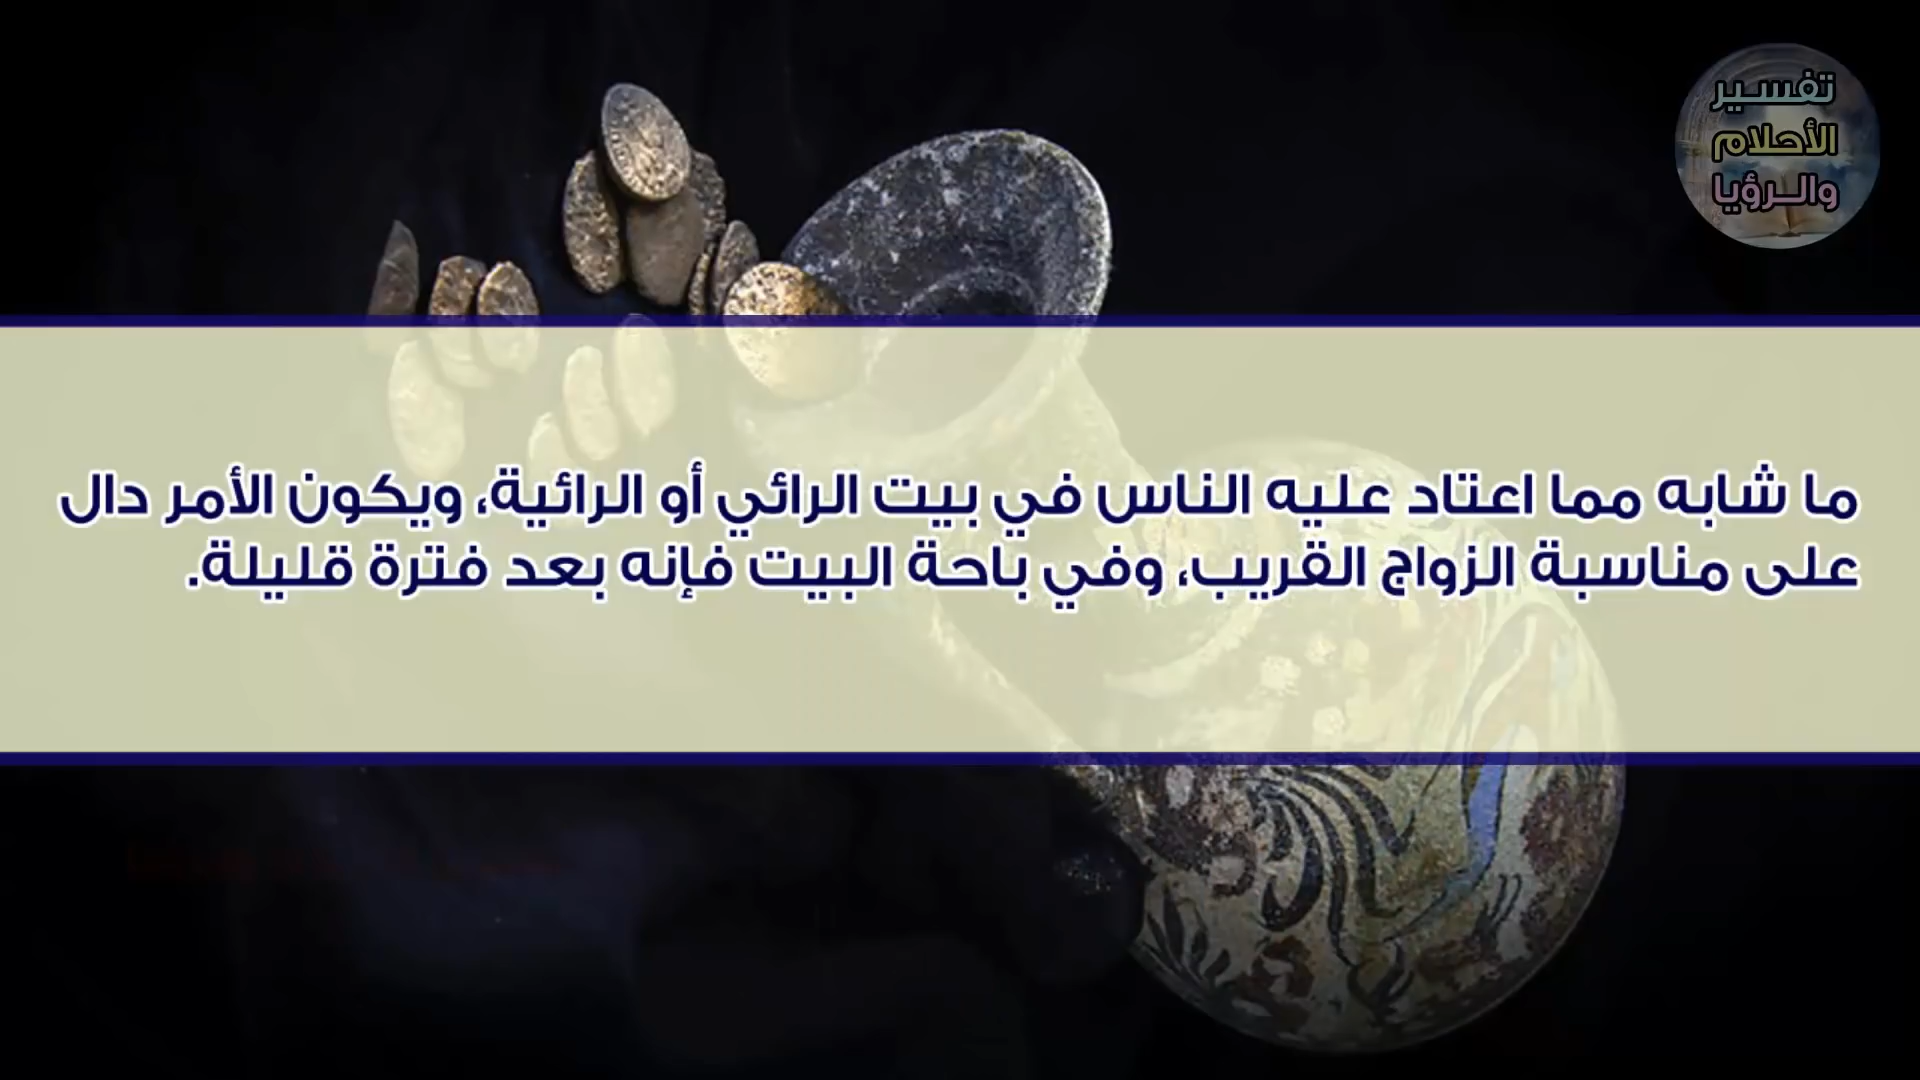 تفسير
الأحلام
والرؤيا
ما شابه مما اعتاد عليه الناس في بيت الرائي أو الرائية، ويكون الأمر دال
على مناسبة الزواج القريب، وفي باحة البيت فإنه بعد فترة قليلة.